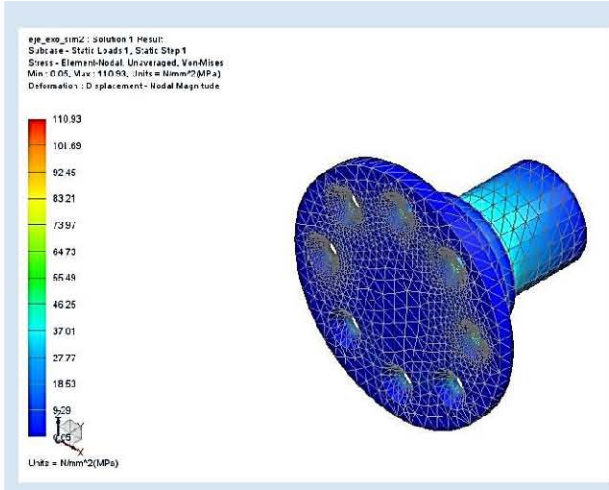 eje_exo_sim2 : Solution 1 Result
Subcase - Static Loads 1, Static Step 1
Stress - Element-Nodal, Unaveraged, Von-Mises
Min : 0.05, Max : 110.93, Units = N/mm^2(MPa)
Deformation : Displacement - Nodal Magnitude
110.93
101.69
92.45
83.21
73.97
64.73
55.49
46.25
37.01
27.77
18.53
9.29
0.05
Z
Y
X
Units = N/mm^2(MPa)